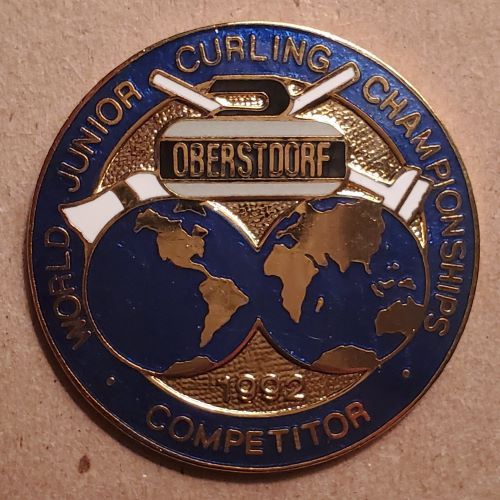 WORLD JUNIOR CURLING CHAMPIONSHIPS
OBERSTDORF
1992
· COMPETITOR ·